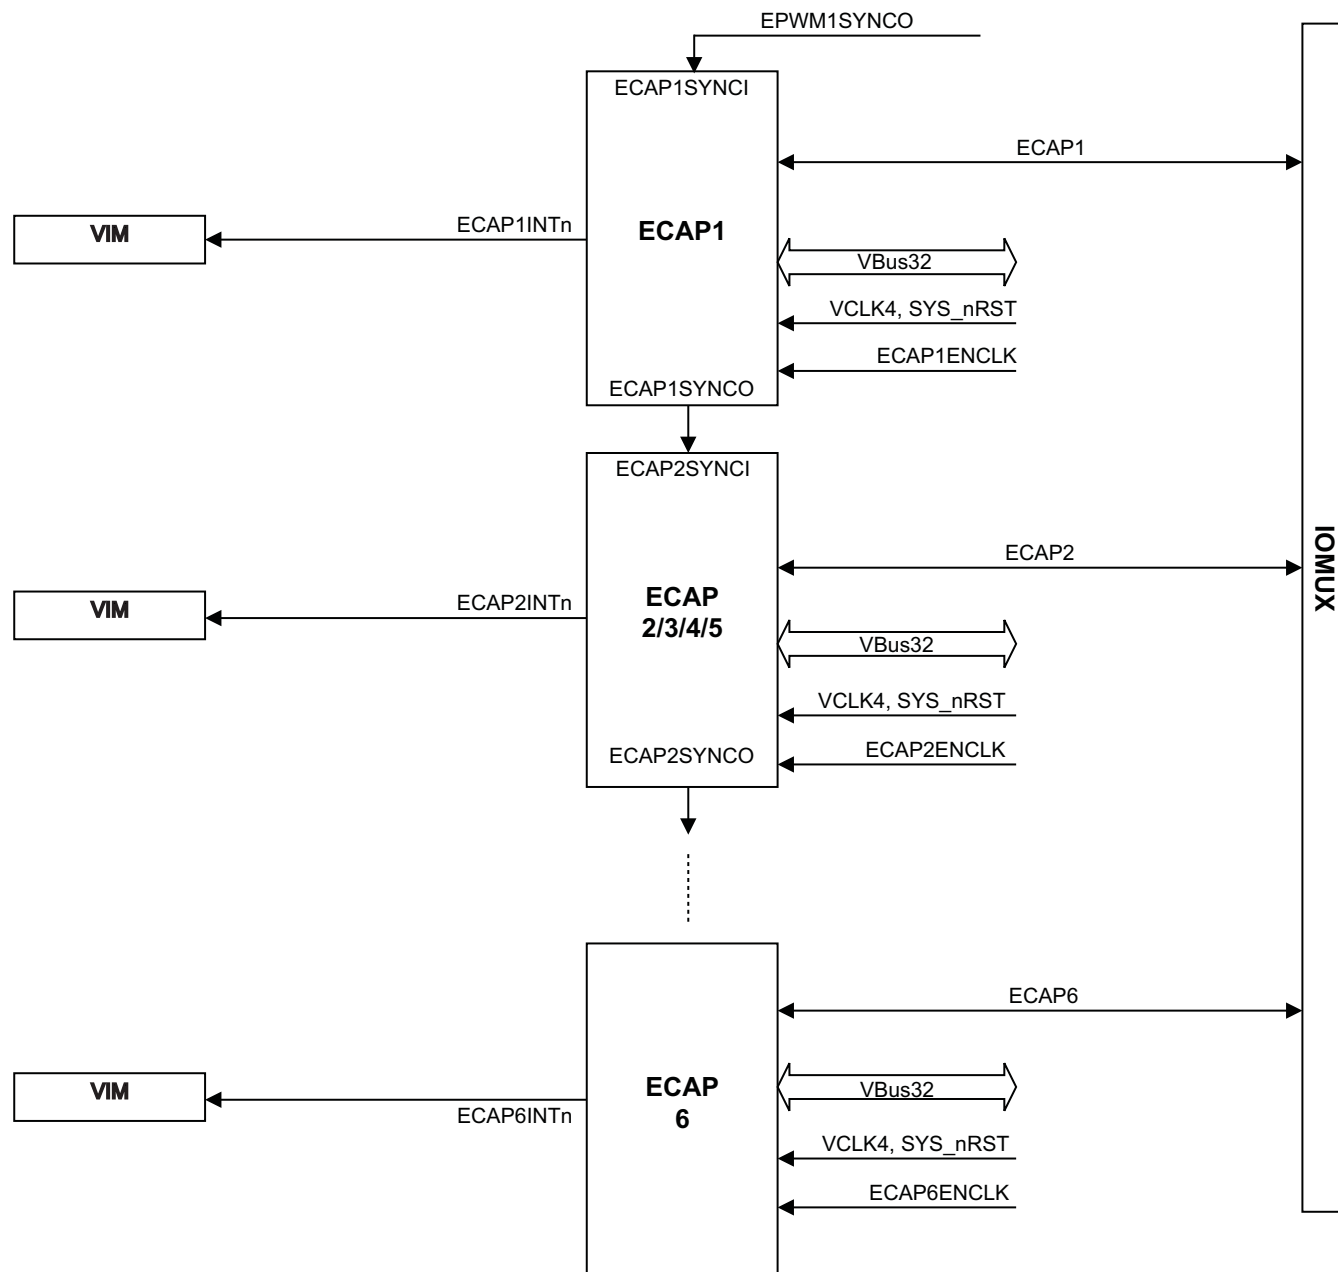 EPWM1SYNCO
ECAP1SYNCI
ECAP1
VIM
ECAP1INTn
ECAP1
VBus32
VCLK4, SYS_nRST
ECAP1ENCLK
ECAP1SYNCO
ECAP2SYNCI
IOMUX
ECAP2
VIM
ECAP2INTn
ECAP
2/3/4/5
VBus32
VCLK4, SYS_nRST
ECAP2SYNCO
ECAP2ENCLK
ECAP6
VIM
ECAP6INTn
ECAP
6
VBus32
VCLK4, SYS_nRST
ECAP6ENCLK